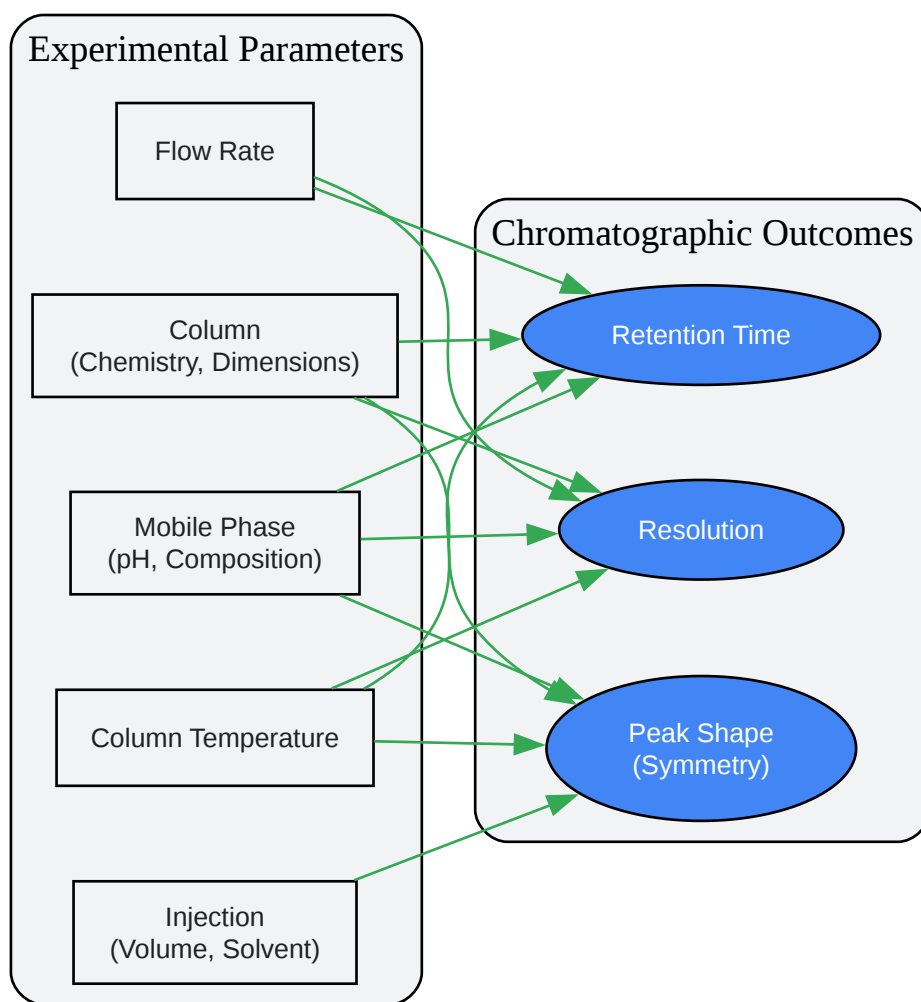 Experimental Parameters
Flow Rate
Column
(Chemistry, Dimensions)
Mobile Phase
(pH, Composition)
Column Temperature
Injection
(Volume, Solvent)
Chromatographic Outcomes
Retention Time
Resolution
Peak Shape
(Symmetry)